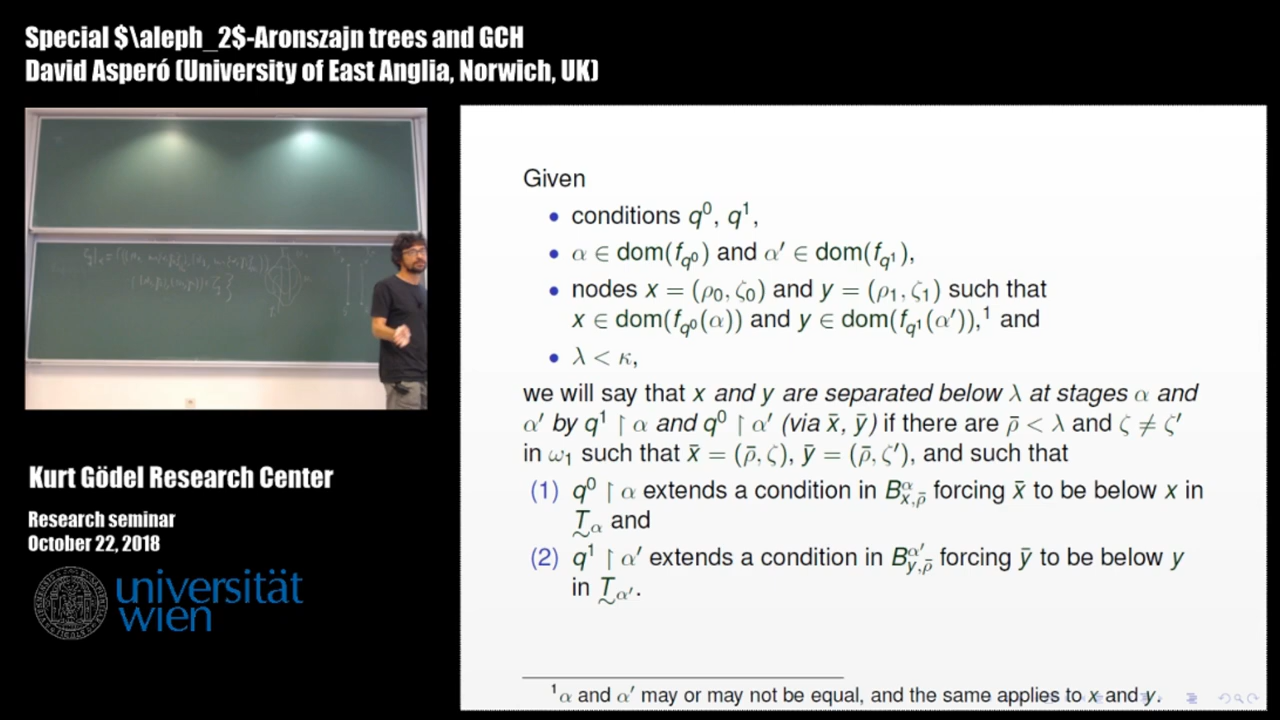 Special $\aleph_2$-Aronszajn trees and GCH
David Asperó (University of East Anglia, Norwich, UK)
Given
• conditions q⁰, q¹,
• α ∈ dom(f_{q⁰}) and α′ ∈ dom(f_{q¹}),
• nodes x = (ρ₀, ζ₀) and y = (ρ₁, ζ₁) such that
x ∈ dom(f_{q⁰}(α)) and y ∈ dom(f_{q¹}(α′)),¹ and
• λ < κ,
we will say that x and y are separated below λ at stages α and
α′ by q¹ ↾ α and q⁰ ↾ α′ (via x̄, ȳ) if there are ρ̄ < λ and ζ ≠ ζ′
in ω₁ such that x̄ = (ρ̄, ζ), ȳ = (ρ̄, ζ′), and such that
(1) q⁰ ↾ α extends a condition in B^α_{x,ρ̄} forcing x̄ to be below x in
T̰_α and
(2) q¹ ↾ α′ extends a condition in B^{α′}_{y,ρ̄} forcing ȳ to be below y
in T̰_{α′}.
¹α and α′ may or may not be equal, and the same applies to x and y.
Kurt Gödel Research Center
Research seminar
October 22, 2018
universität
wien